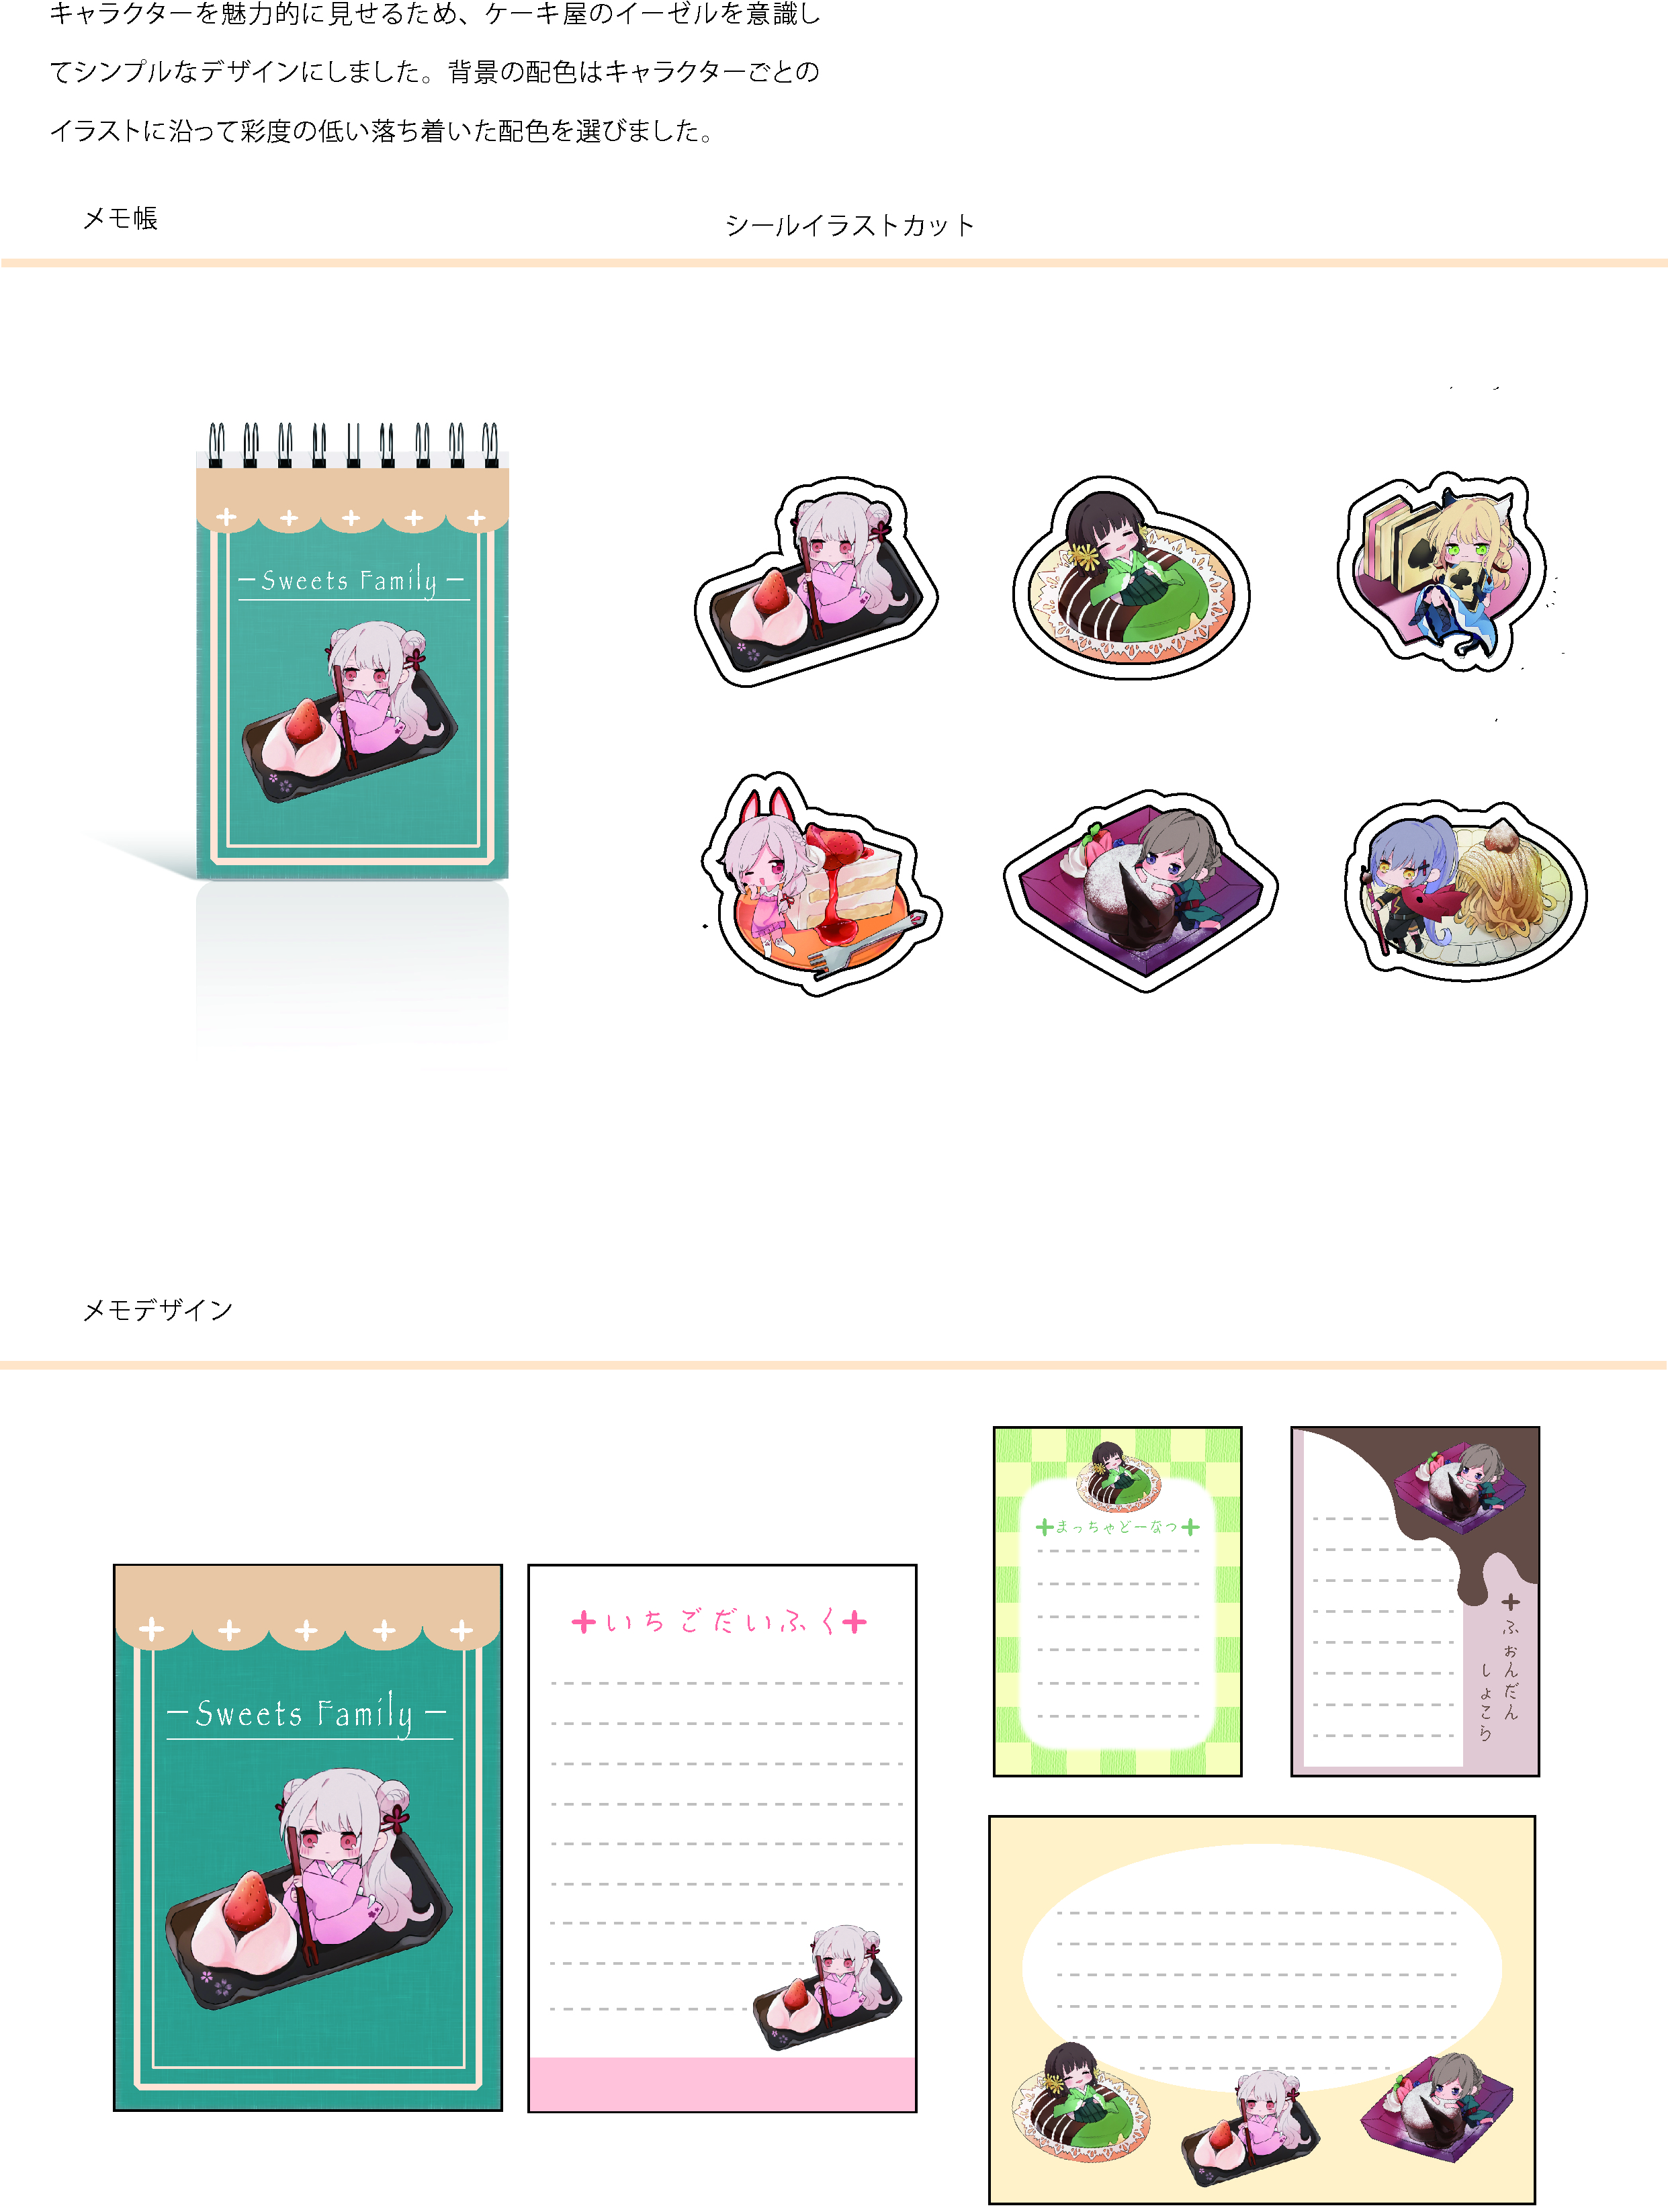 キャラクターを魅力的に見せるため、ケーキ屋のイーゼルを意識し
てシンプルなデザインにしました。背景の配色はキャラクターごとの
イラストに沿って彩度の低い落ち着いた配色を選びました。
メモ帳
シールイラストカット
-Sweets Family-
メモデザイン
-Sweets Family-
いちごだいふく
まっちゃどーなつ
ふぉんだん
しょこら